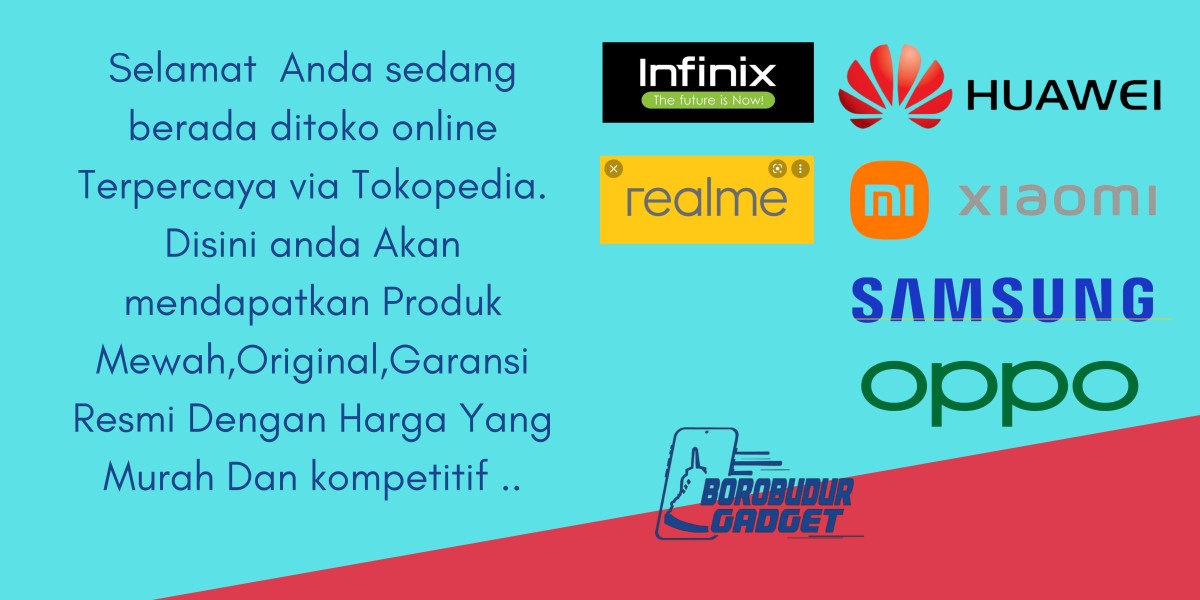 Selamat  Anda sedang
berada ditoko online
Terpercaya via Tokopedia.
Disini anda Akan
mendapatkan Produk
Mewah,Original,Garansi
Resmi Dengan Harga Yang
Murah Dan kompetitif ..
Infinix
The future is Now!
HUAWEI
realme
mi xiaomi
SAMSUNG
oppo
BOROBUDUR
GADGET